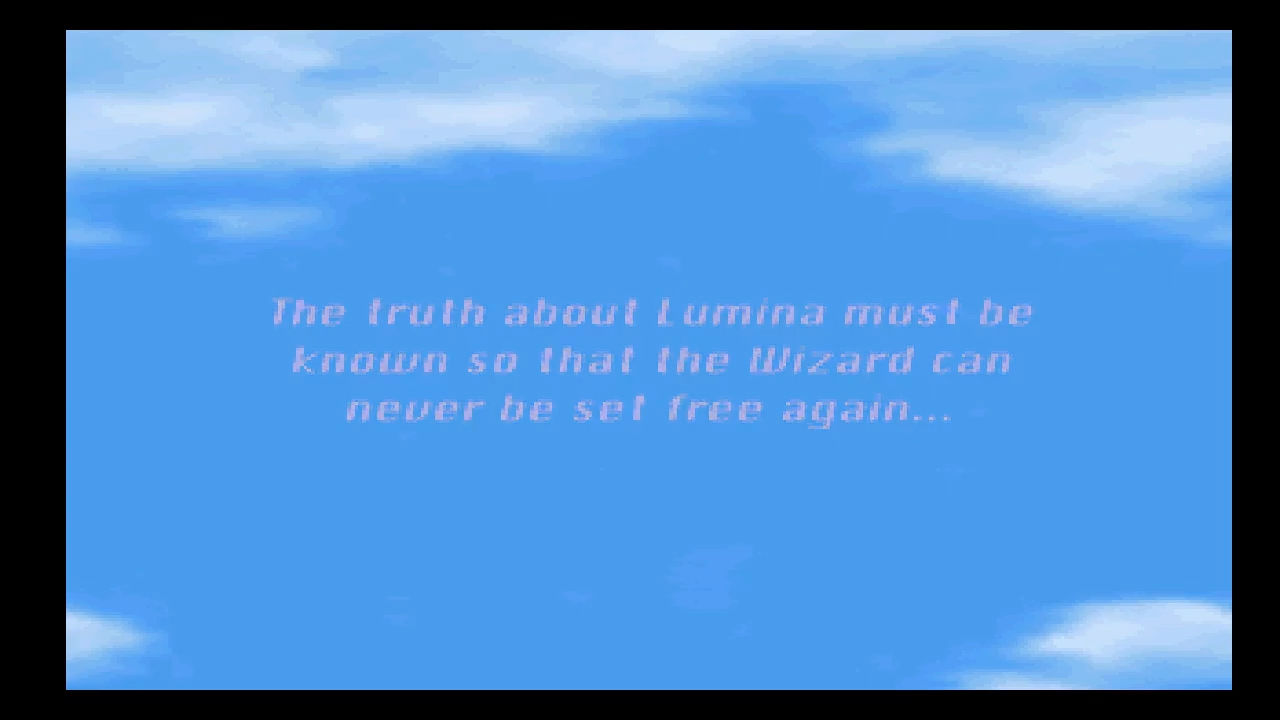 The truth about Lumina must be
known so that the Wizard can
never be set free again...